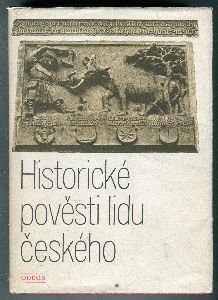 Historické
pověsti lidu
českého
ODEON